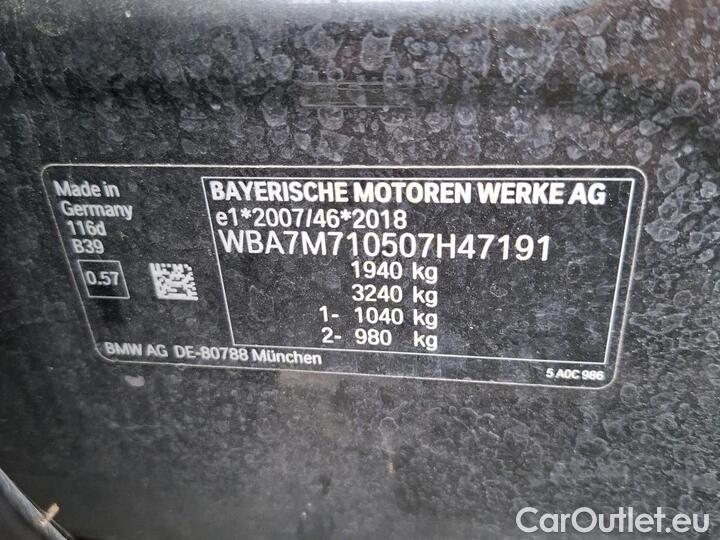 Made in
Germany
116d
B39
0.57
BAYERISCHE MOTOREN WERKE AG
e1*2007/46*2018
WBA7M710507H47191
1940 kg
3240 kg
1- 1040 kg
2- 980 kg
BMW AG DE-80788 München
5 A0C 986
CarOutlet.eu